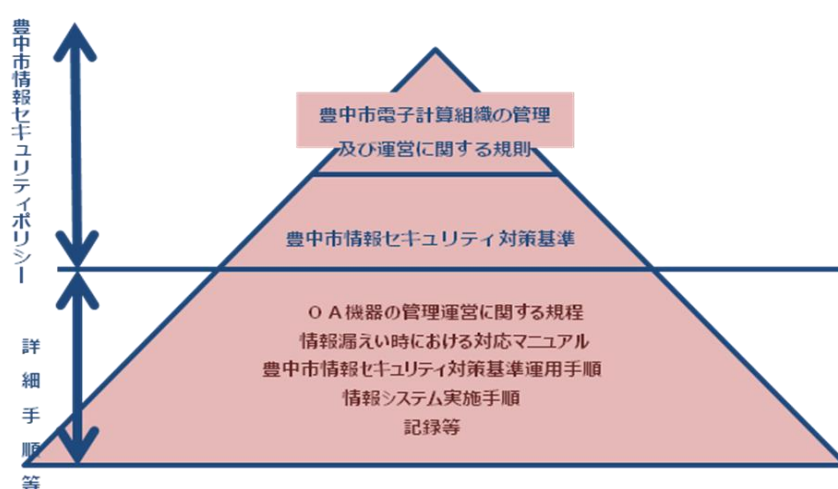 豊中市情報セキュリティポリシー
豊中市電子計算組織の管理
及び運営に関する規則
豊中市情報セキュリティ対策基準
詳細手順等
ＯＡ機器の管理運営に関する規程
情報漏えい時における対応マニュアル
豊中市情報セキュリティ対策基準運用手順
情報システム実施手順
記録等